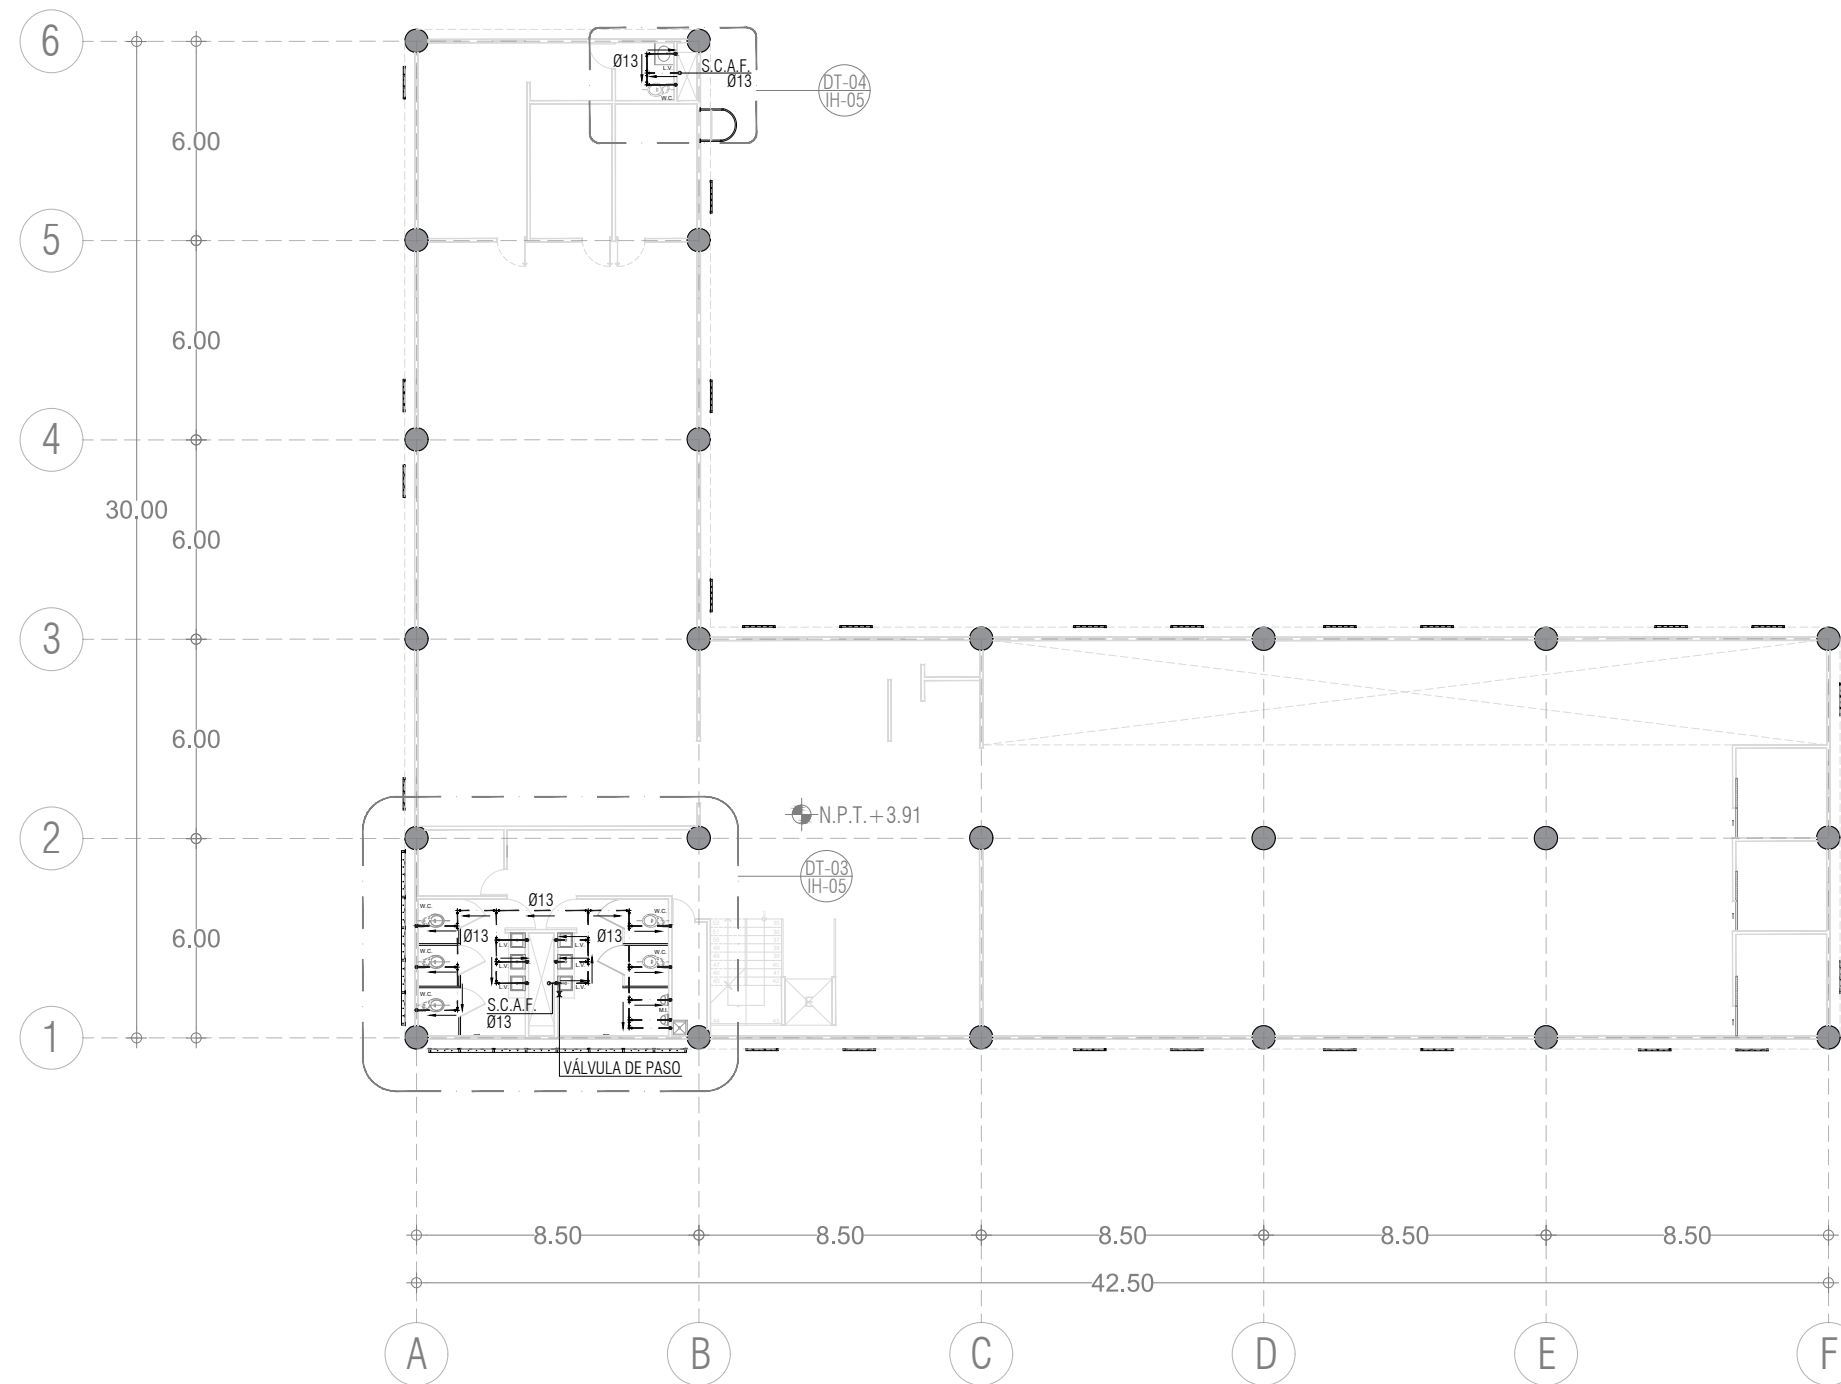 6
Ø13
S.C.A.F.
Ø13
L.V.
W.C.
DT-04
IH-05
6.00
5
6.00
4
30.00
6.00
3
6.00
N.P.T.+3.91
2
DT-03
IH-05
W.C.
Ø13
W.C.
6.00
Ø13
L.V.
L.V.
Ø13
W.C.
L.V.
L.V.
W.C.
W.C.
L.V.
L.V.
S.C.A.F.
Ø13
M.I.
E
1
VÁLVULA DE PASO
8.50
8.50
8.50
8.50
8.50
42.50
A
B
C
D
E
F